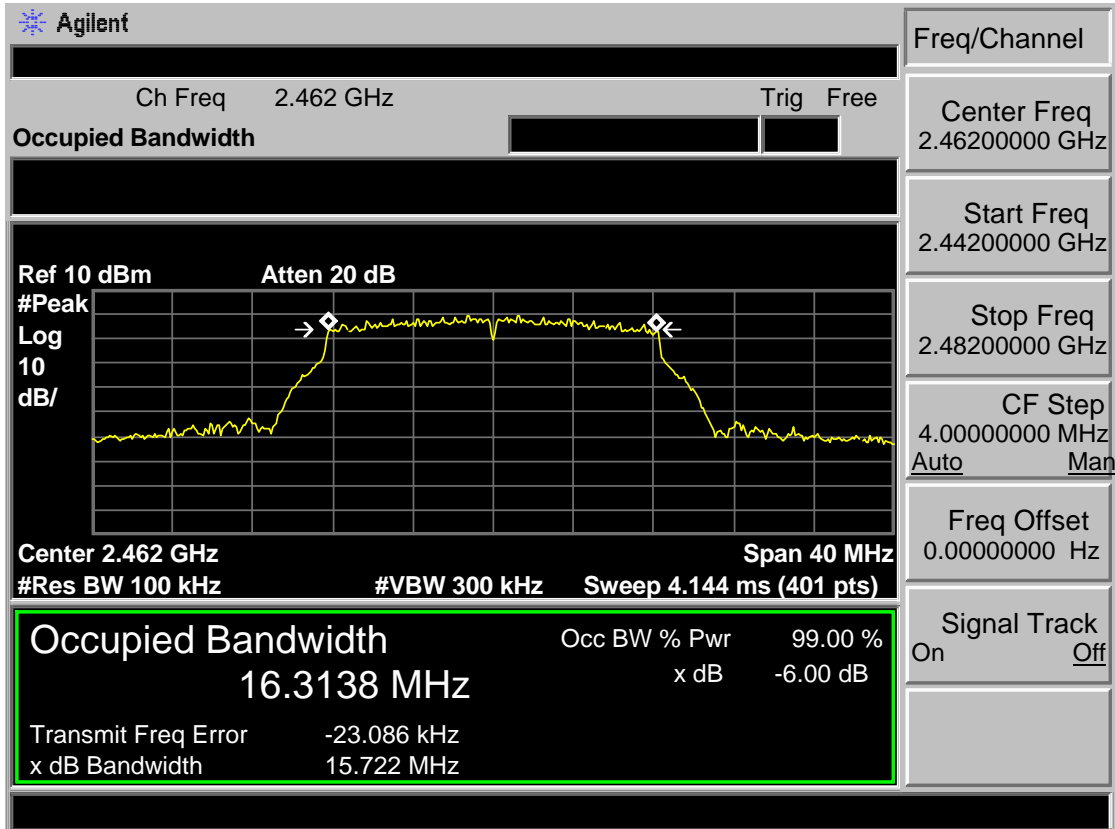 Agilent
Freq/Channel
Ch Freq 2.462 GHz Trig Free
Occupied Bandwidth
Center Freq
2.46200000 GHz
Start Freq
2.44200000 GHz
Stop Freq
2.48200000 GHz
CF Step
4.00000000 MHz
Auto Man
Freq Offset
0.00000000 Hz
Signal Track
On Off
Ref 10 dBm Atten 20 dB
#Peak
Log
10
dB/
Center 2.462 GHz Span 40 MHz
#Res BW 100 kHz #VBW 300 kHz Sweep 4.144 ms (401 pts)
Occupied Bandwidth Occ BW % Pwr 99.00 %
16.3138 MHz x dB -6.00 dB
Transmit Freq Error -23.086 kHz
x dB Bandwidth 15.722 MHz